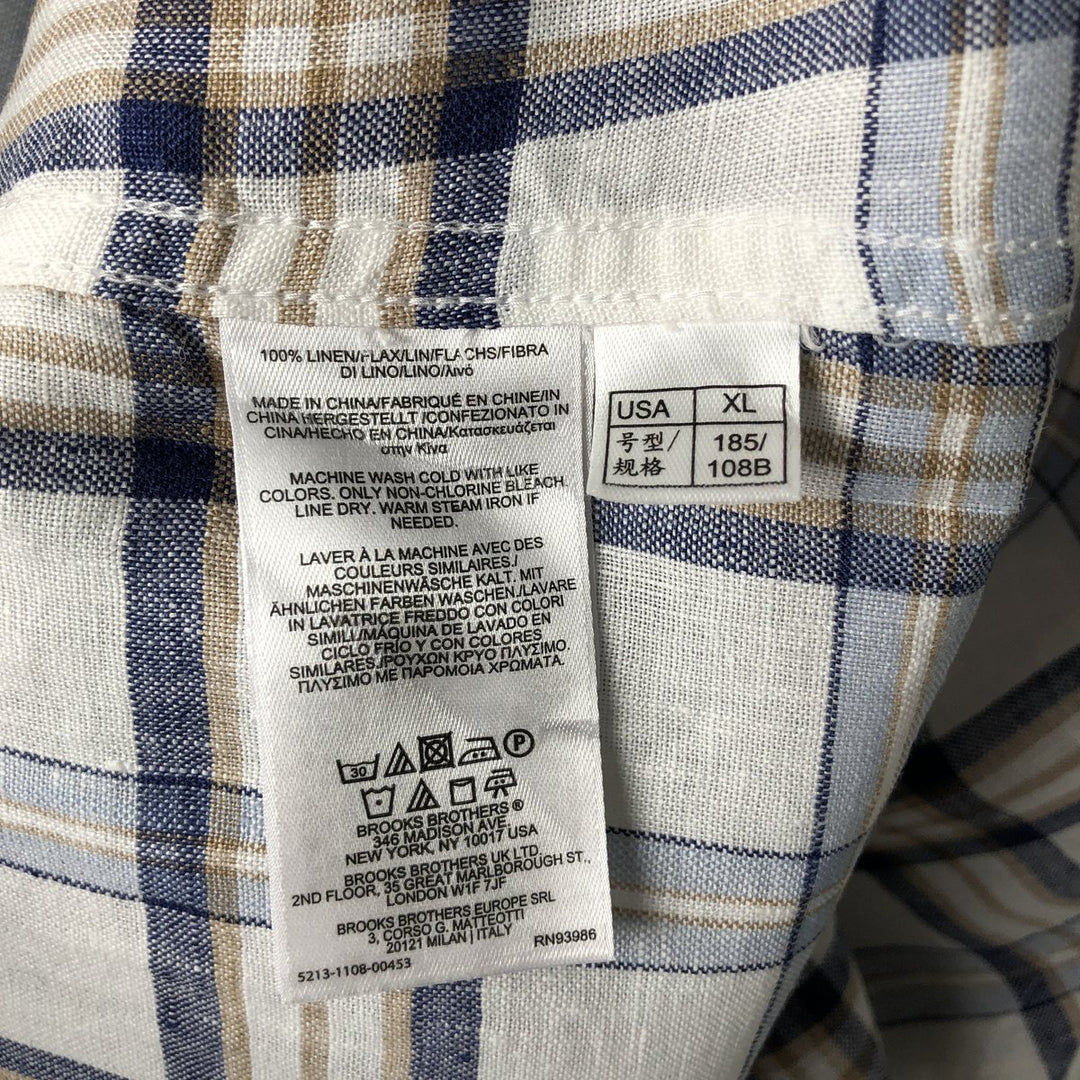 100% LINEN/FLAX/LIN/FLACHS/FIBRA
DI LINO/LINO/λινό
MADE IN CHINA/FABRIQUÉ EN CHINE/IN
CHINA HERGESTELLT /CONFEZIONATO IN
CINA/HECHO EN CHINA/Κατασκευάζεται
στην Κίνα
MACHINE WASH COLD WITH LIKE
COLORS. ONLY NON-CHLORINE BLEACH.
LINE DRY. WARM STEAM IRON IF
NEEDED.
LAVER À LA MACHINE AVEC DES
COULEURS SIMILAIRES./
MASCHINENWÄSCHE KALT. MIT
ÄHNLICHEN FARBEN WASCHEN./LAVARE
IN LAVATRICE FREDDO CON COLORI
SIMILI/MÁQUINA DE LAVADO EN
CICLO FRÍO Y CON COLORES
SIMILARES./ΡΟΥΧΩΝ ΚΡΥΟ ΠΛΥΣΙΜΟ.
ΠΛΥΣΙΜΟ ΜΕ ΠΑΡΟΜΟΙΑ ΧΡΩΜΑΤΑ.
30 P
BROOKS BROTHERS ®
346 MADISON AVE.
NEW YORK, NY 10017 USA
BROOKS BROTHERS UK LTD.
2ND FLOOR, 35 GREAT MARLBOROUGH ST.,
LONDON W1F 7JF
BROOKS BROTHERS EUROPE SRL
3, CORSO G. MATTEOTTI
20121 MILAN | ITALY
RN93986
5213-1108-00453
USA XL
号型/ 185/
规格 108B